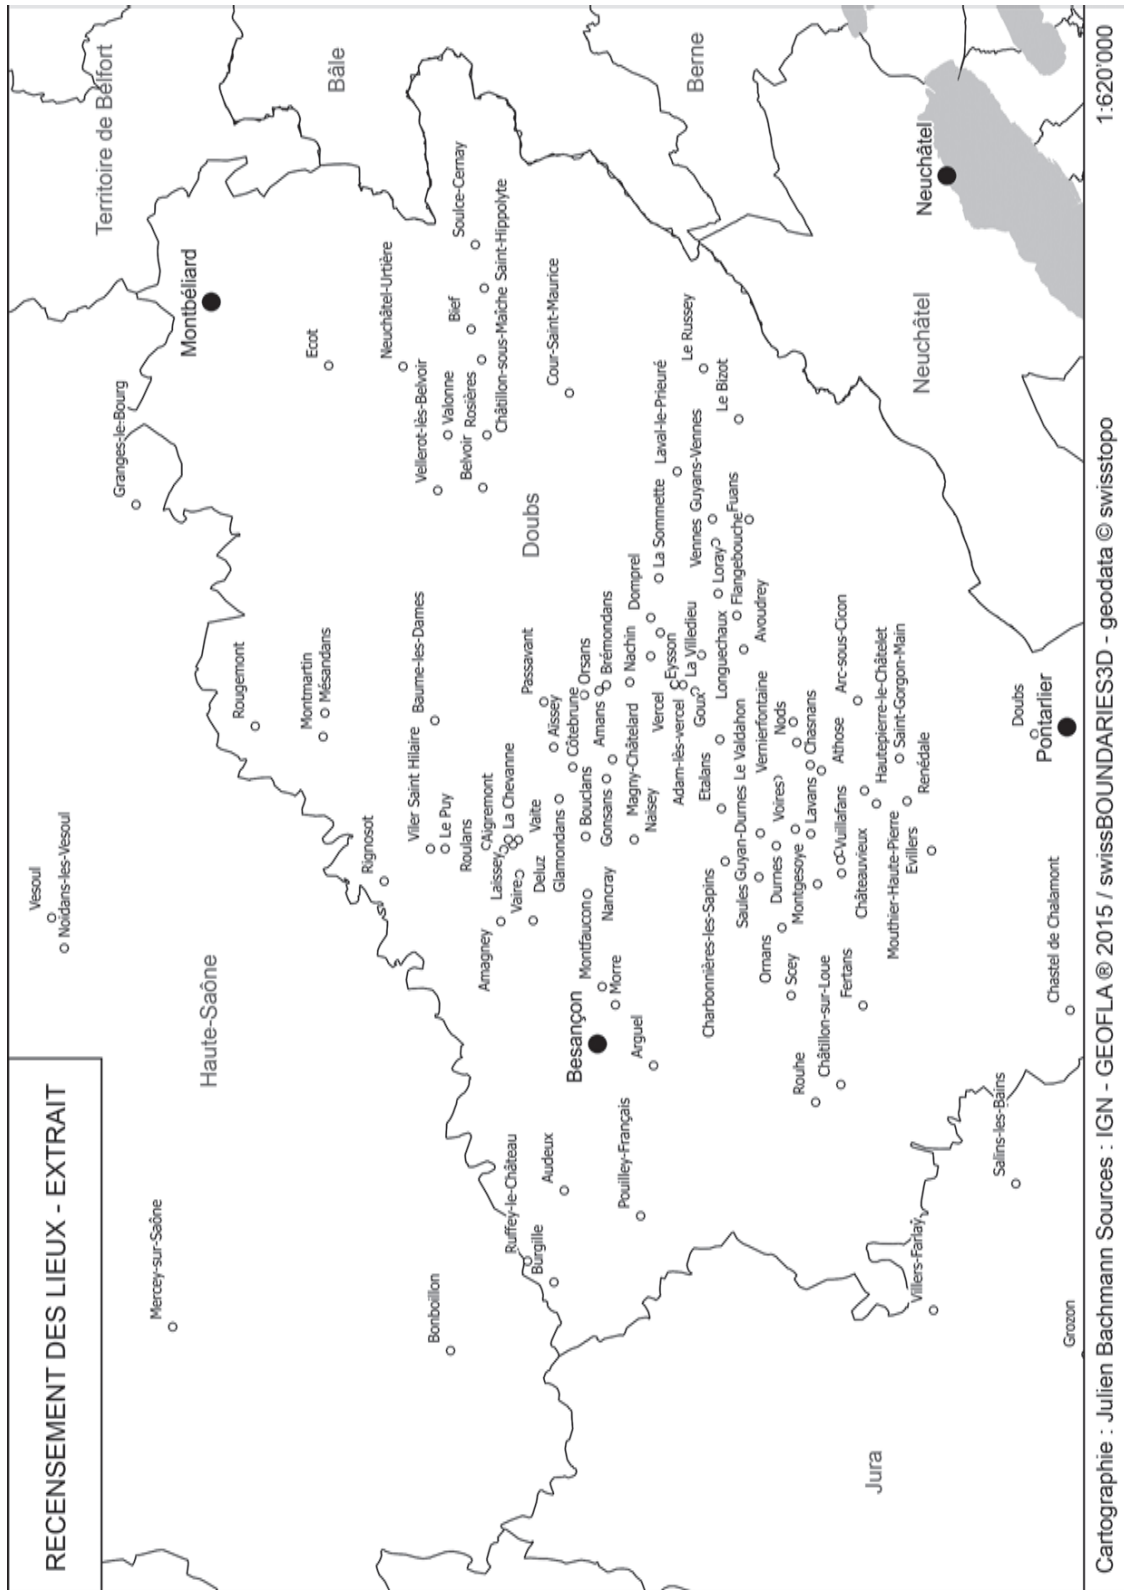 RECENSEMENT DES LIEUX - EXTRAIT
Vesoul
Noidans-les-Vesoul
Territoire de Belfort
Granges-le-Bourg
Mercey-sur-Saône
Montbéliard
Haute-Saône
Rougemont
Montmartin
Mésandans
Ecot
Bâle
Rignosot
Neuchâtel-Urtière
Viler Saint Hilaire
Baume-les-Dames
Vellerot-lès-Belvoir
Bonboillon
Le Puy
Valonne
Bief
Soulce-Cernay
Roulans
Belvoir
Rosières
Amagney
Aigremont
Laissey
La Chevanne
Châtillon-sous-Maiche
Saint-Hippolyte
Ruffey-le-Château
Vaire
Vaite
Passavant
Doubs
Burgille
Audeux
Deluz
Aïssey
Cour-Saint-Maurice
Glamondans
Côtebrune
Besançon
Montfaucon
Bouclans
Orsans
Morre
Nancray
Gonsans
Amans
Brémondans
Pouilley-Français
Arguel
Magny-Châtelard
Nachin
Domprel
Naisey
Vercel
La Sommette
Laval-le-Prieuré
Adam-lès-vercel
Eysson
La Villedieu
Le Russey
Berne
Etalans
Goux
Vennes
Guyans-Vennes
Charbonnières-les-Sapins
Longuechaux
Loray
Le Bizot
Saules
Guyan-Durnes
Le Valdahon
Flangebouche
Fuans
Ornans
Durnes
Vernierfontaine
Avoudrey
Scey
Voires
Nods
Rouhe
Montgesoye
Lavans
Chasnans
Châtillon-sur-Loue
Fertans
Vuillafans
Athose
Arc-sous-Cicon
Châteauvieux
Jura
Hautepierre-le-Châtelet
Mouthier-Haute-Pierre
Saint-Gorgon-Main
Villers-Farlay
Evillers
Renédale
Neuchâtel
Neuchâtel
Salins-les-Bains
Doubs
Pontarlier
Chastel de Chalamont
Grozon
Cartographie : Julien Bachmann Sources : IGN - GEOFLA ® 2015 / swissBOUNDARIES3D - geodata © swisstopo
1:620'000